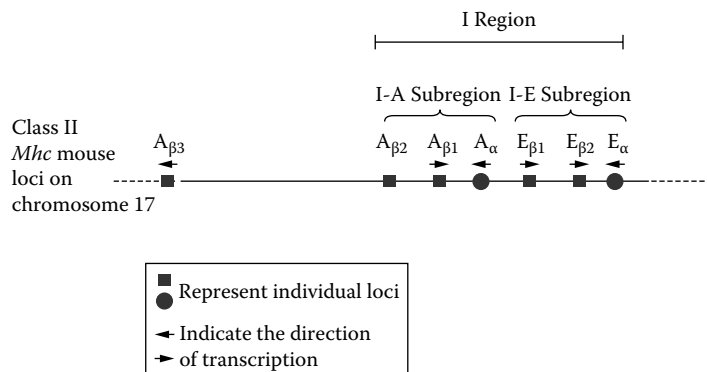 I Region
I-A Subregion I-E Subregion
Class II
Mhc mouse
loci on
chromosome 17
Aβ3 Aβ2 Aβ1 Aα Eβ1 Eβ2 Eα
Represent individual loci
Indicate the direction
of transcription